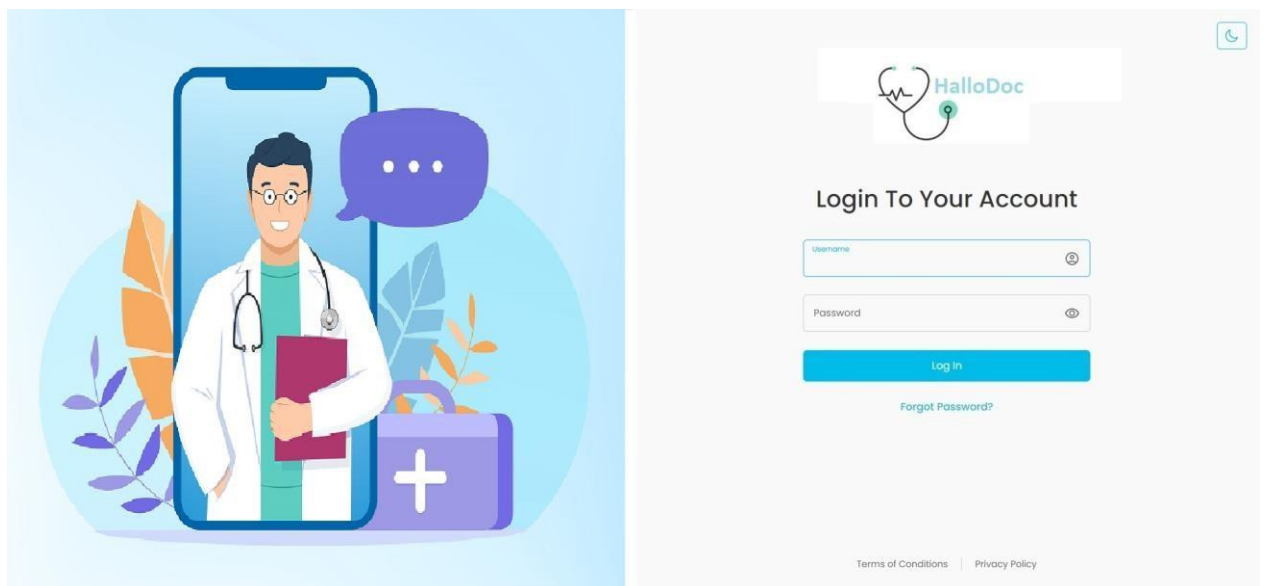 HalloDoc
Login To Your Account
Username
Password
Log In
Forgot Password?
Terms of Conditions | Privacy Policy